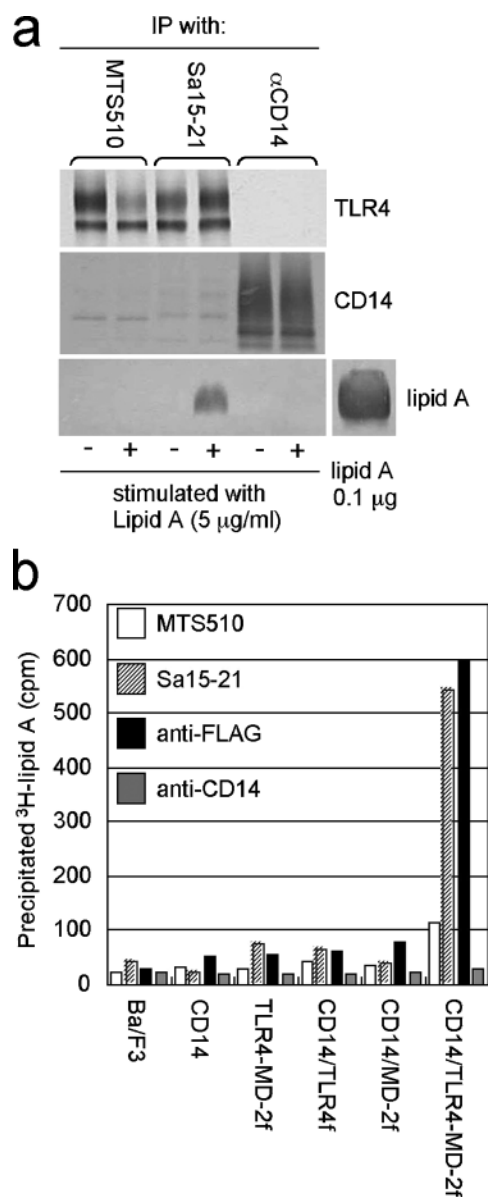 a
IP with:
MTS510
Sa15-21
αCD14
TLR4
CD14
lipid A
- + - + - +
stimulated with
Lipid A (5 μg/ml)
lipid A
0.1 μg
b
Precipitated ³H-lipid A (cpm)
700
600
500
400
300
200
100
0
MTS510
Sa15-21
anti-FLAG
anti-CD14
Ba/F3
CD14
TLR4-MD-2f
CD14/TLR4f
CD14/MD-2f
CD14/TLR4-MD-2f